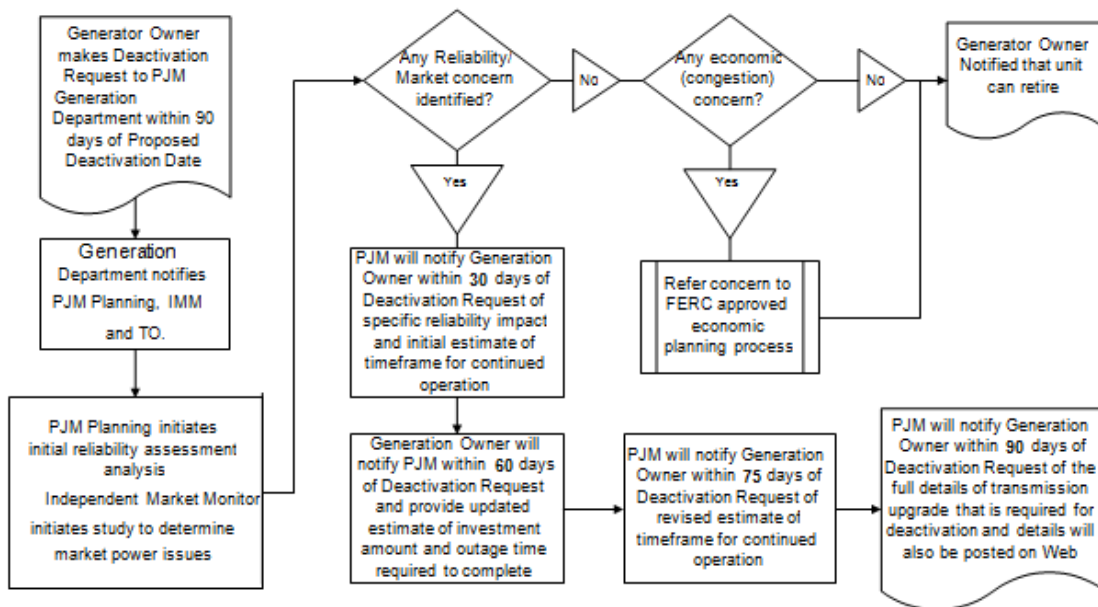 Generator Owner
makes Deactivation
Request to PJM
Generation
Department within 90
days of Proposed
Deactivation Date
Generation
Department notifies
PJM Planning, IMM
and TO.
PJM Planning initiates
initial reliability assessment
analysis
Independent Market Monitor
initiates study to determine
market power issues
Any Reliability/
Market concern
identified?
No
Any economic
(congestion)
concern?
No
Generator Owner
Notified that unit
can retire
Yes
Yes
PJM will notify Generation
Owner within 30 days of
Deactivation Request of
specific reliability impact
and initial estimate of
timeframe for continued
operation
Refer concern to
FERC approved
economic
planning process
Generation Owner will
notify PJM within 60 days
of Deactivation Request
and provide updated
estimate of investment
amount and outage time
required to complete
PJM will notify Generation
Owner within 75 days of
Deactivation Request of
revised estimate of
timeframe for continued
operation
PJM will notify Generation
Owner within 90 days of
Deactivation Request of the
full details of transmission
upgrade that is required for
deactivation and details will
also be posted on Web